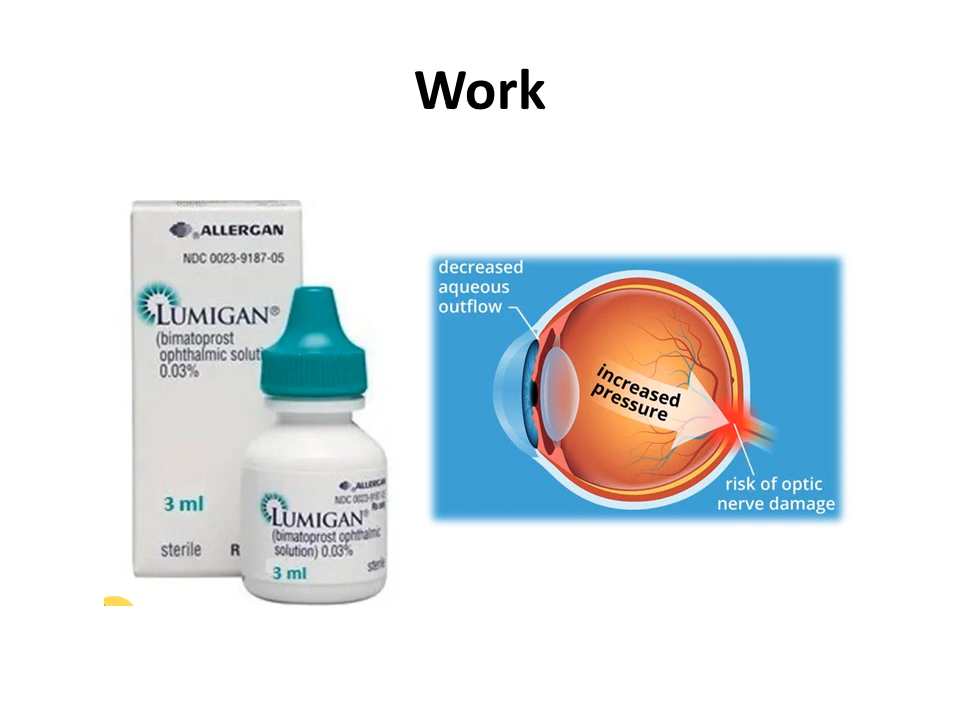 Work
ALLERGAN
NDC 0023-9187-05
LUMIGAN®
(bimatoprost
ophthalmic
0.03%
3 ml
sterile
ALLERGAN
LUMIGAN®
(bimatoprost ophthalmic
solution) 0.03%
3 ml
decreased
aqueous
outflow
increased
pressure
risk of optic
nerve damage